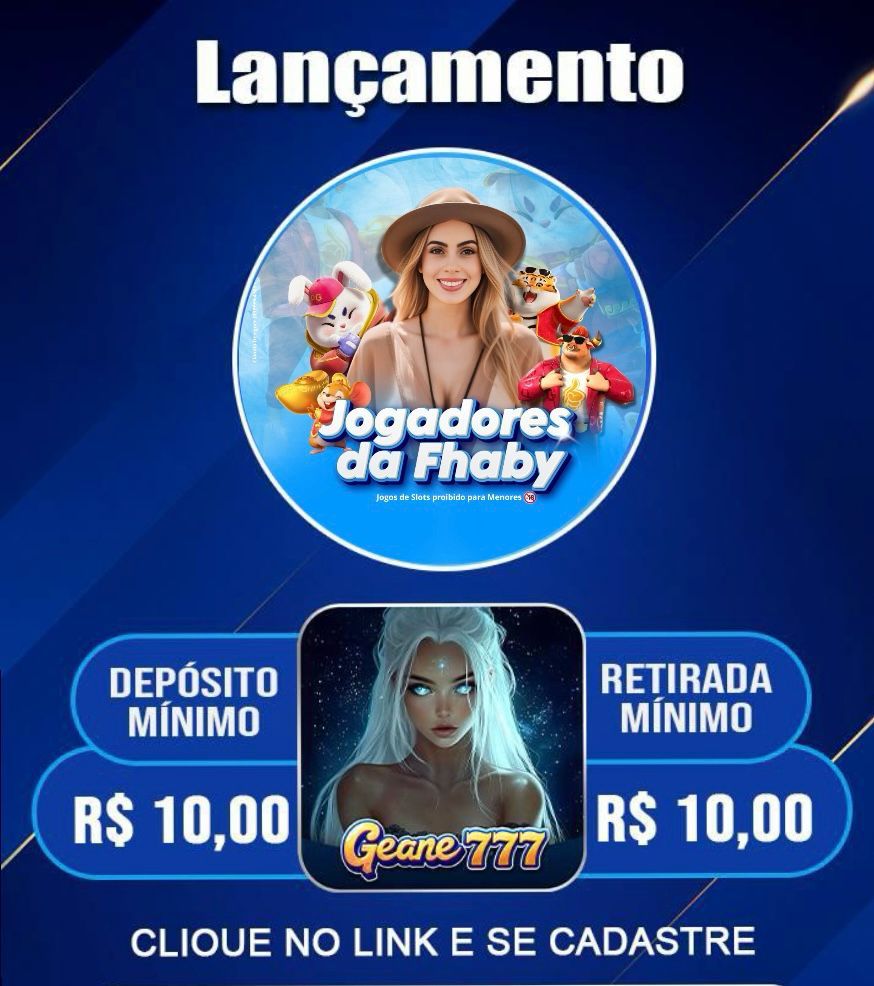 Lançamento
Jogadores
da Fhaby
Jogos de Slots proibido para Menores 18
DEPÓSITO
MÍNIMO
R$ 10,00
Geane 777
RETIRADA
MÍNIMO
R$ 10,00
CLIOUE NO LINK E SE CADASTRE